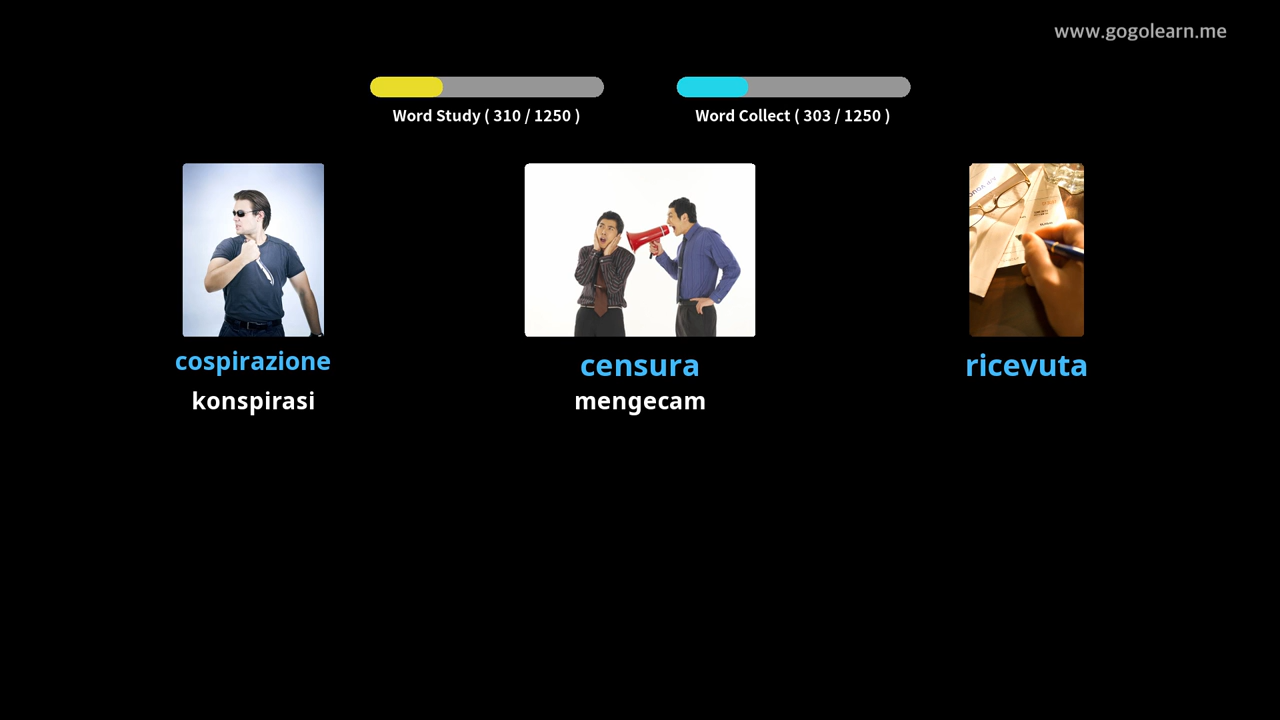 www.gogolearn.me
Word Study ( 310 / 1250 )
Word Collect ( 303 / 1250 )
cospirazione
censura
ricevuta
konspirasi
mengecam